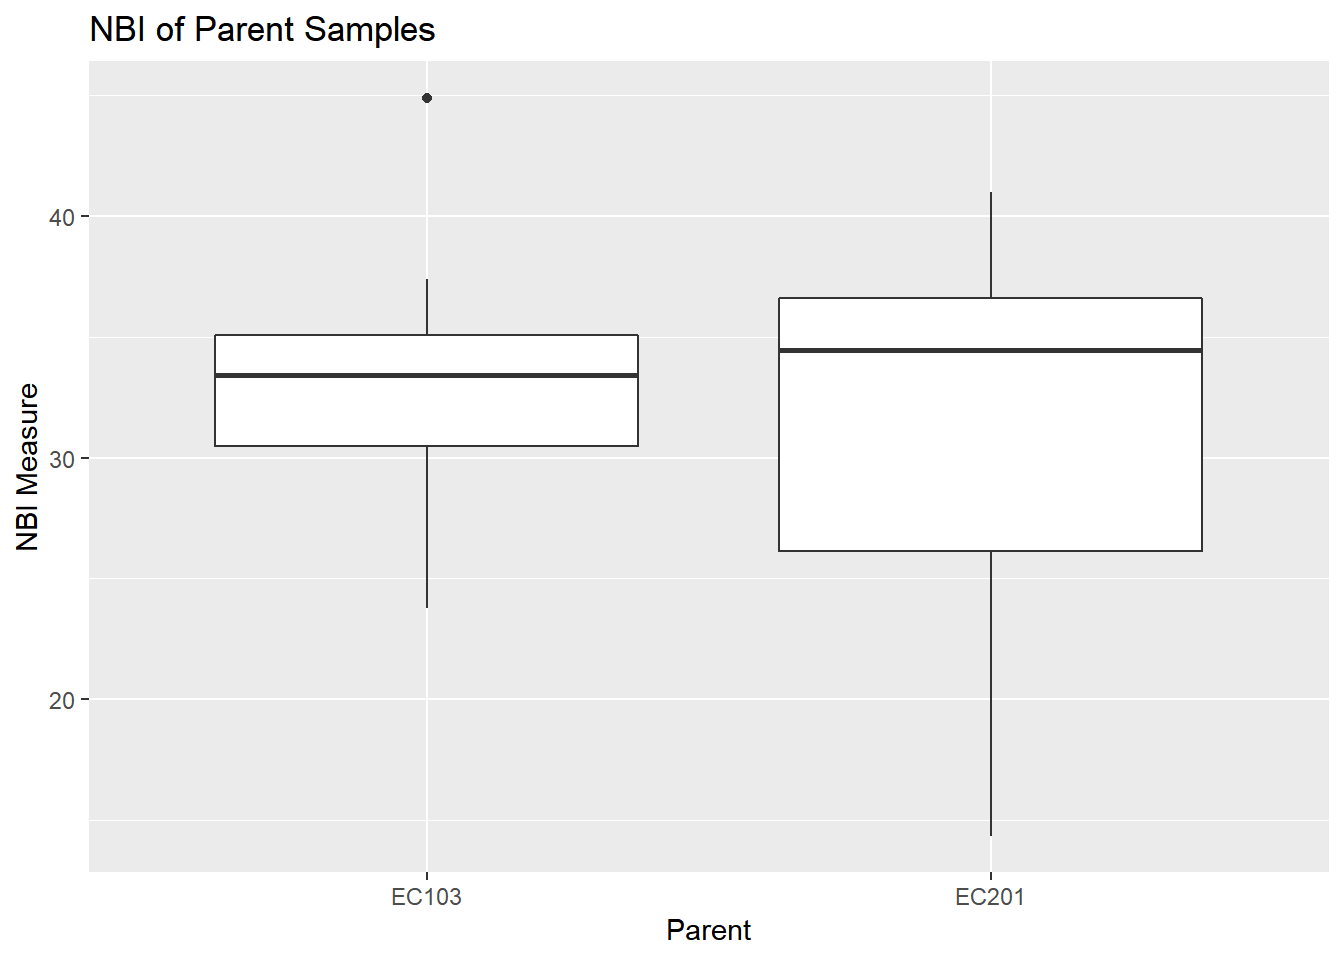 NBI of Parent Samples
NBI Measure
40
30
20
EC103
EC201
Parent